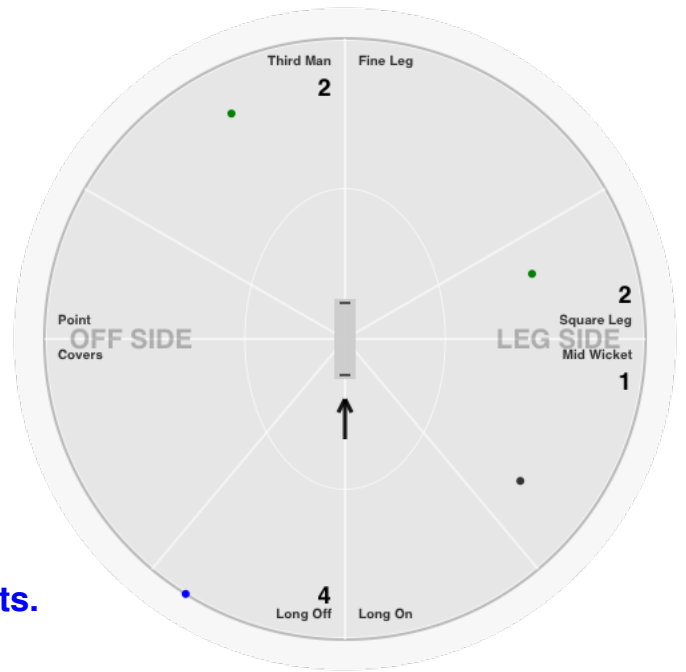 Third Man
Fine Leg
2
2
Point
Square Leg
OFF SIDE
LEG SIDE
Covers
Mid Wicket
1
4
ts.
Long Off
Long On